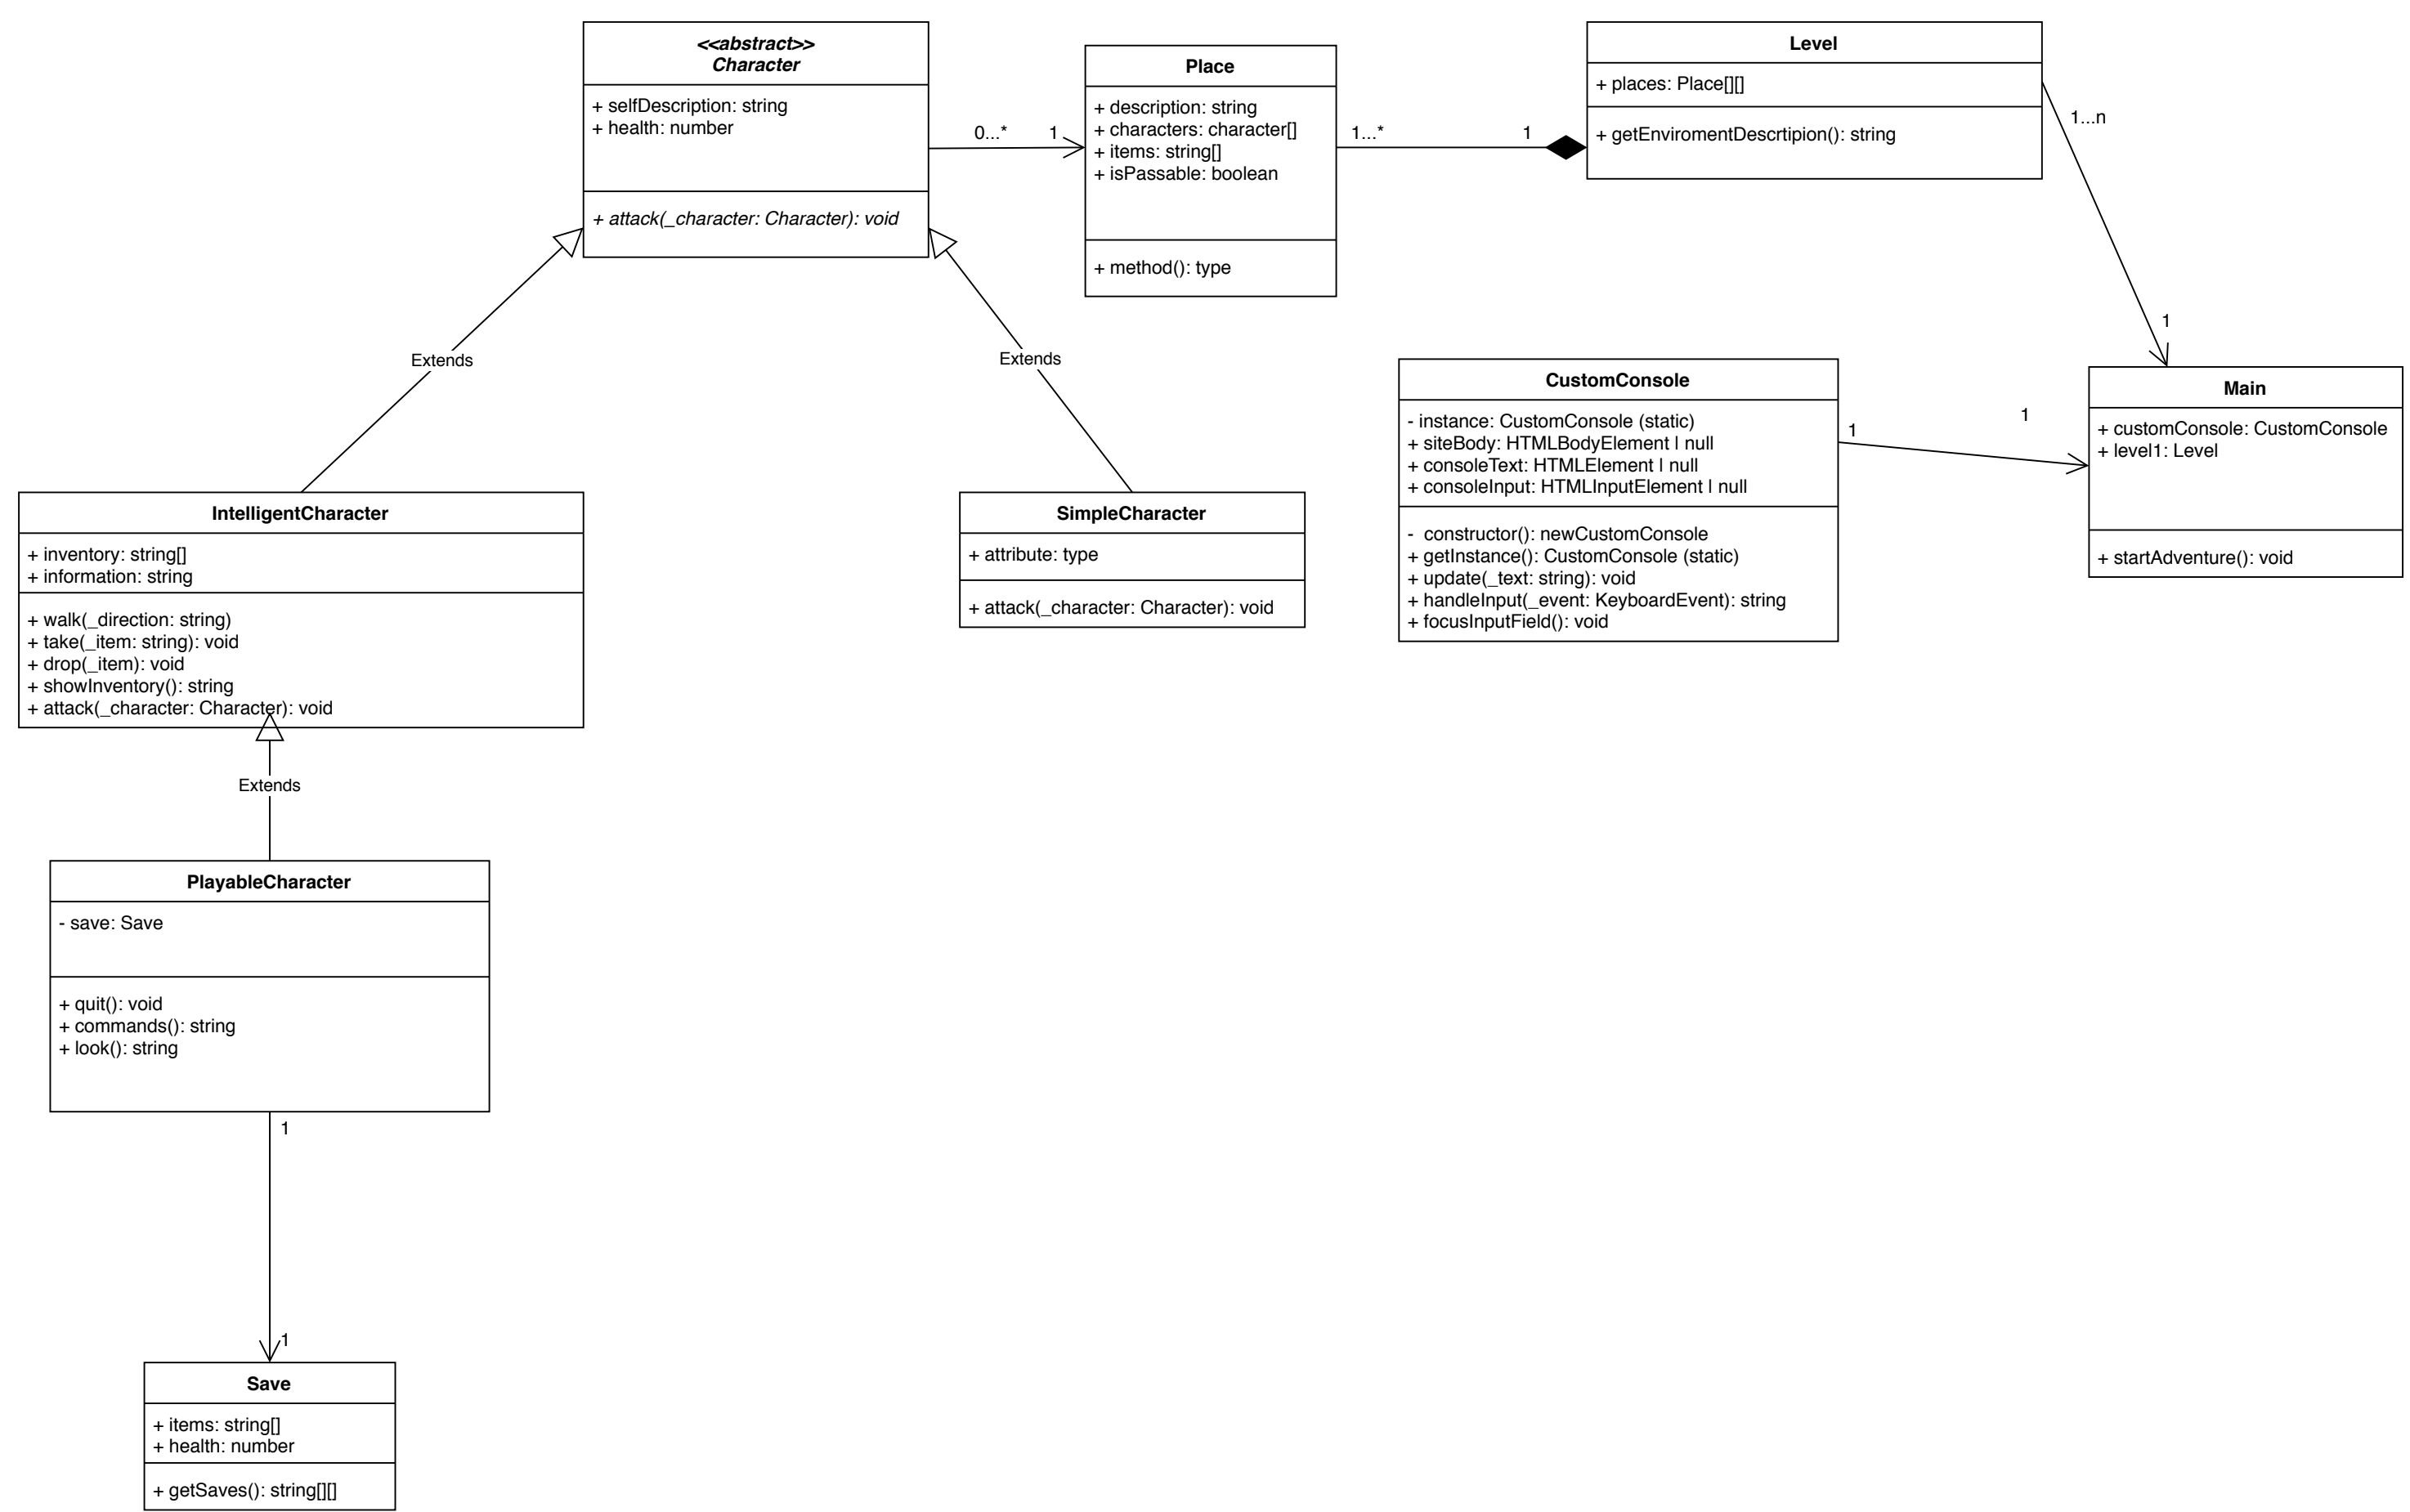 <<abstract>>
Character
+ selfDescription: string
+ health: number
+ attack(_character: Character): void
0...*
1
Place
+ description: string
+ characters: character[]
+ items: string[]
+ isPassable: boolean
+ method(): type
1...*
1
Level
+ places: Place[][]
+ getEnviromentDescrtipion(): string
1...n
1
Extends
Extends
CustomConsole
- instance: CustomConsole (static)
+ siteBody: HTMLBodyElement | null
+ consoleText: HTMLElement | null
+ consoleInput: HTMLInputElement | null
- constructor(): newCustomConsole
+ getInstance(): CustomConsole (static)
+ update(_text: string): void
+ handleInput(_event: KeyboardEvent): string
+ focusInputField(): void
1
1
Main
+ customConsole: CustomConsole
+ level1: Level
+ startAdventure(): void
IntelligentCharacter
+ inventory: string[]
+ information: string
+ walk(_direction: string)
+ take(_item: string): void
+ drop(_item): void
+ showInventory(): string
+ attack(_character: Character): void
SimpleCharacter
+ attribute: type
+ attack(_character: Character): void
Extends
PlayableCharacter
- save: Save
+ quit(): void
+ commands(): string
+ look(): string
1
1
Save
+ items: string[]
+ health: number
+ getSaves(): string[][]